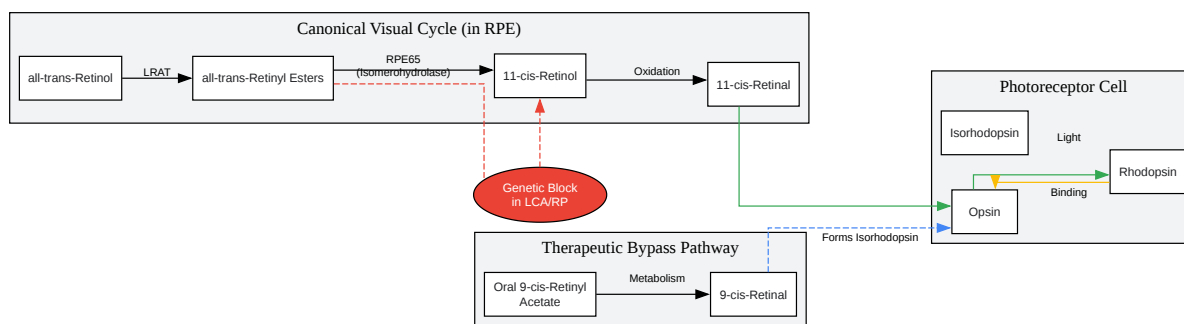 Canonical Visual Cycle (in RPE)
all-trans-Retinol
LRAT
all-trans-Retinyl Esters
RPE65
(Isomerohydrolase)
11-cis-Retinol
Oxidation
11-cis-Retinal
Genetic Block
in LCA/RP
Photoreceptor Cell
Isorhodopsin
Light
Rhodopsin
Binding
Opsin
Therapeutic Bypass Pathway
Oral 9-cis-Retinyl
Acetate
Metabolism
9-cis-Retinal
Forms Isorhodopsin